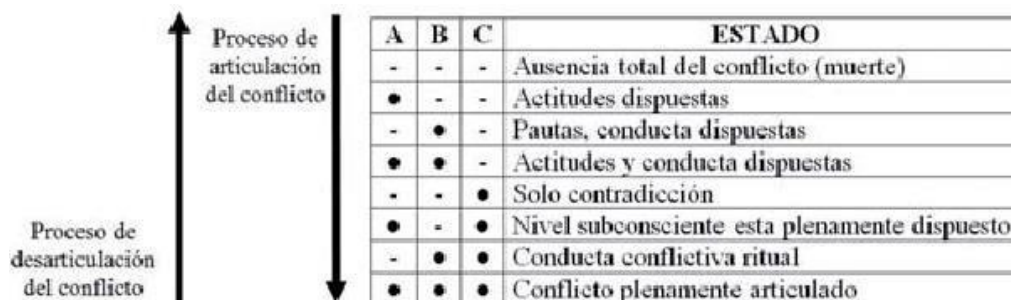 Proceso de
articulación
del conflicto
Proceso de
desarticulación
del conflicto
A B C ESTADO
- - - Ausencia total del conflicto (muerte)
● - - Actitudes dispuestas
- ● - Pautas, conducta dispuestas
● ● - Actitudes y conducta dispuestas
- - ● Solo contradicción
● - ● Nivel subconsciente esta plenamente dispuesto
- ● ● Conducta conflictiva ritual
● ● ● Conflicto plenamente articulado